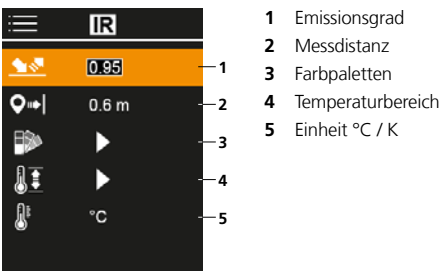 IR
0.95
1
0.6 m
2
3
4
°C
5
1 Emissionsgrad
2 Messdistanz
3 Farbpaletten
4 Temperaturbereich
5 Einheit °C / K